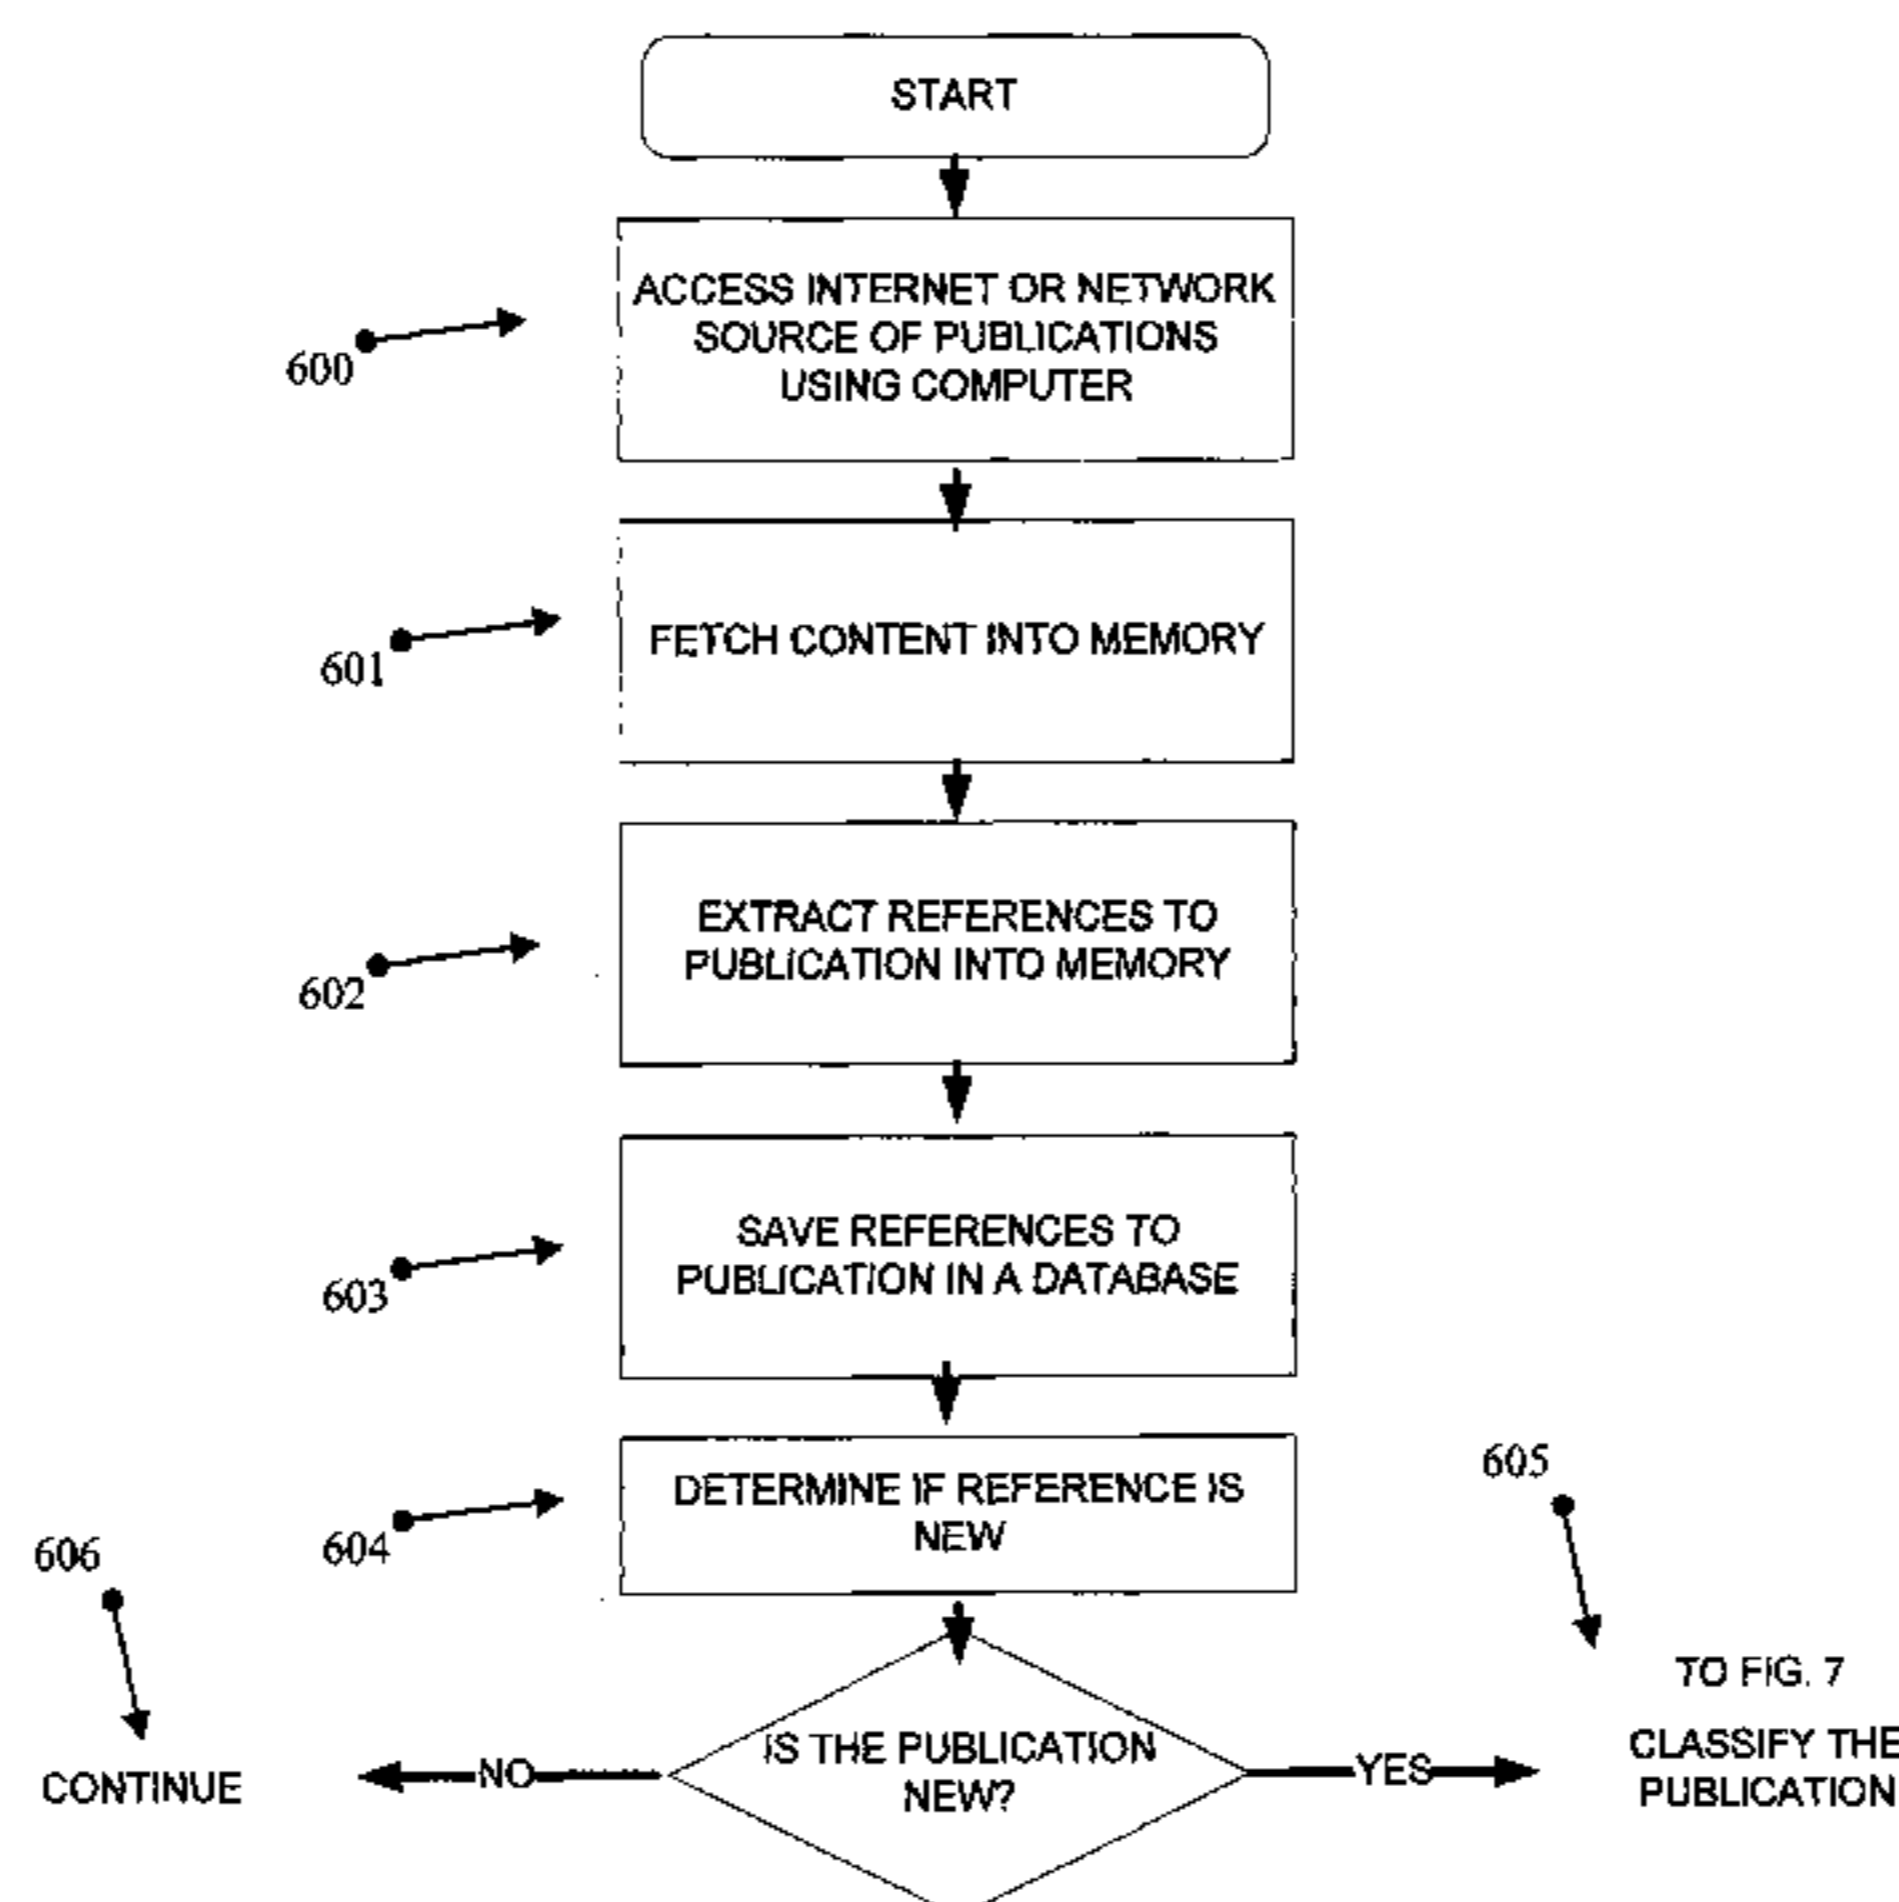 START
ACCESS INTERNET OR NETWORK
SOURCE OF PUBLICATIONS
USING COMPUTER
600
FETCH CONTENT INTO MEMORY
601
EXTRACT REFERENCES TO
PUBLICATION INTO MEMORY
602
SAVE REFERENCES TO
PUBLICATION IN A DATABASE
603
DETERMINE IF REFERENCE IS
NEW
604
605
606
TO FIG. 7
IS THE PUBLICATION
NEW?
NO
YES
CONTINUE
CLASSIFY THE
PUBLICATION